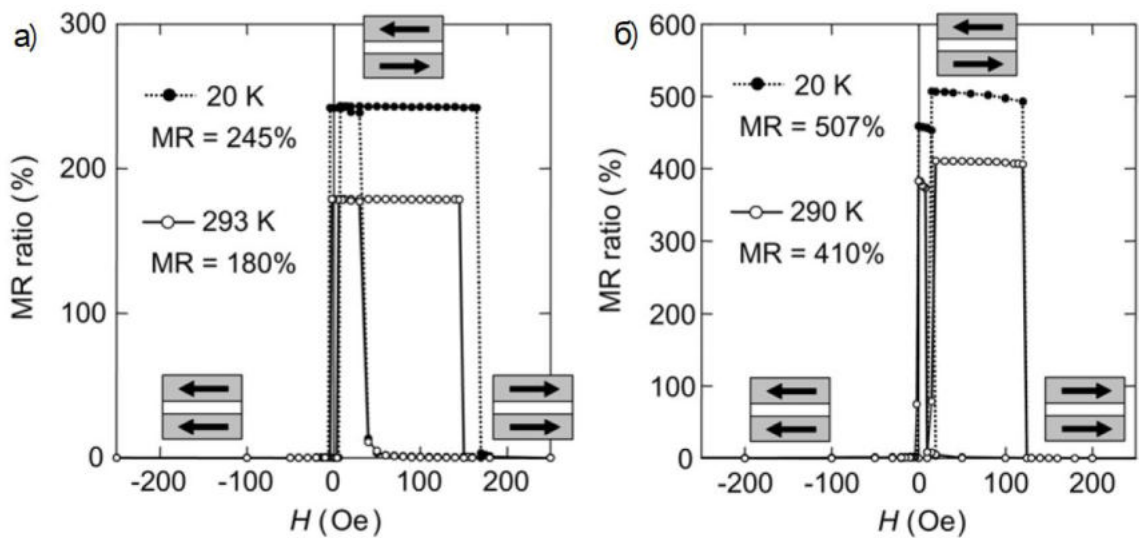 а)
300
200
100
0
MR ratio (%)
20 K
MR = 245%
293 K
MR = 180%
-200
-100
0
100
200
H (Oe)
б)
600
500
400
300
200
100
0
MR ratio (%)
20 K
MR = 507%
290 K
MR = 410%
-200
-100
0
100
200
H (Oe)